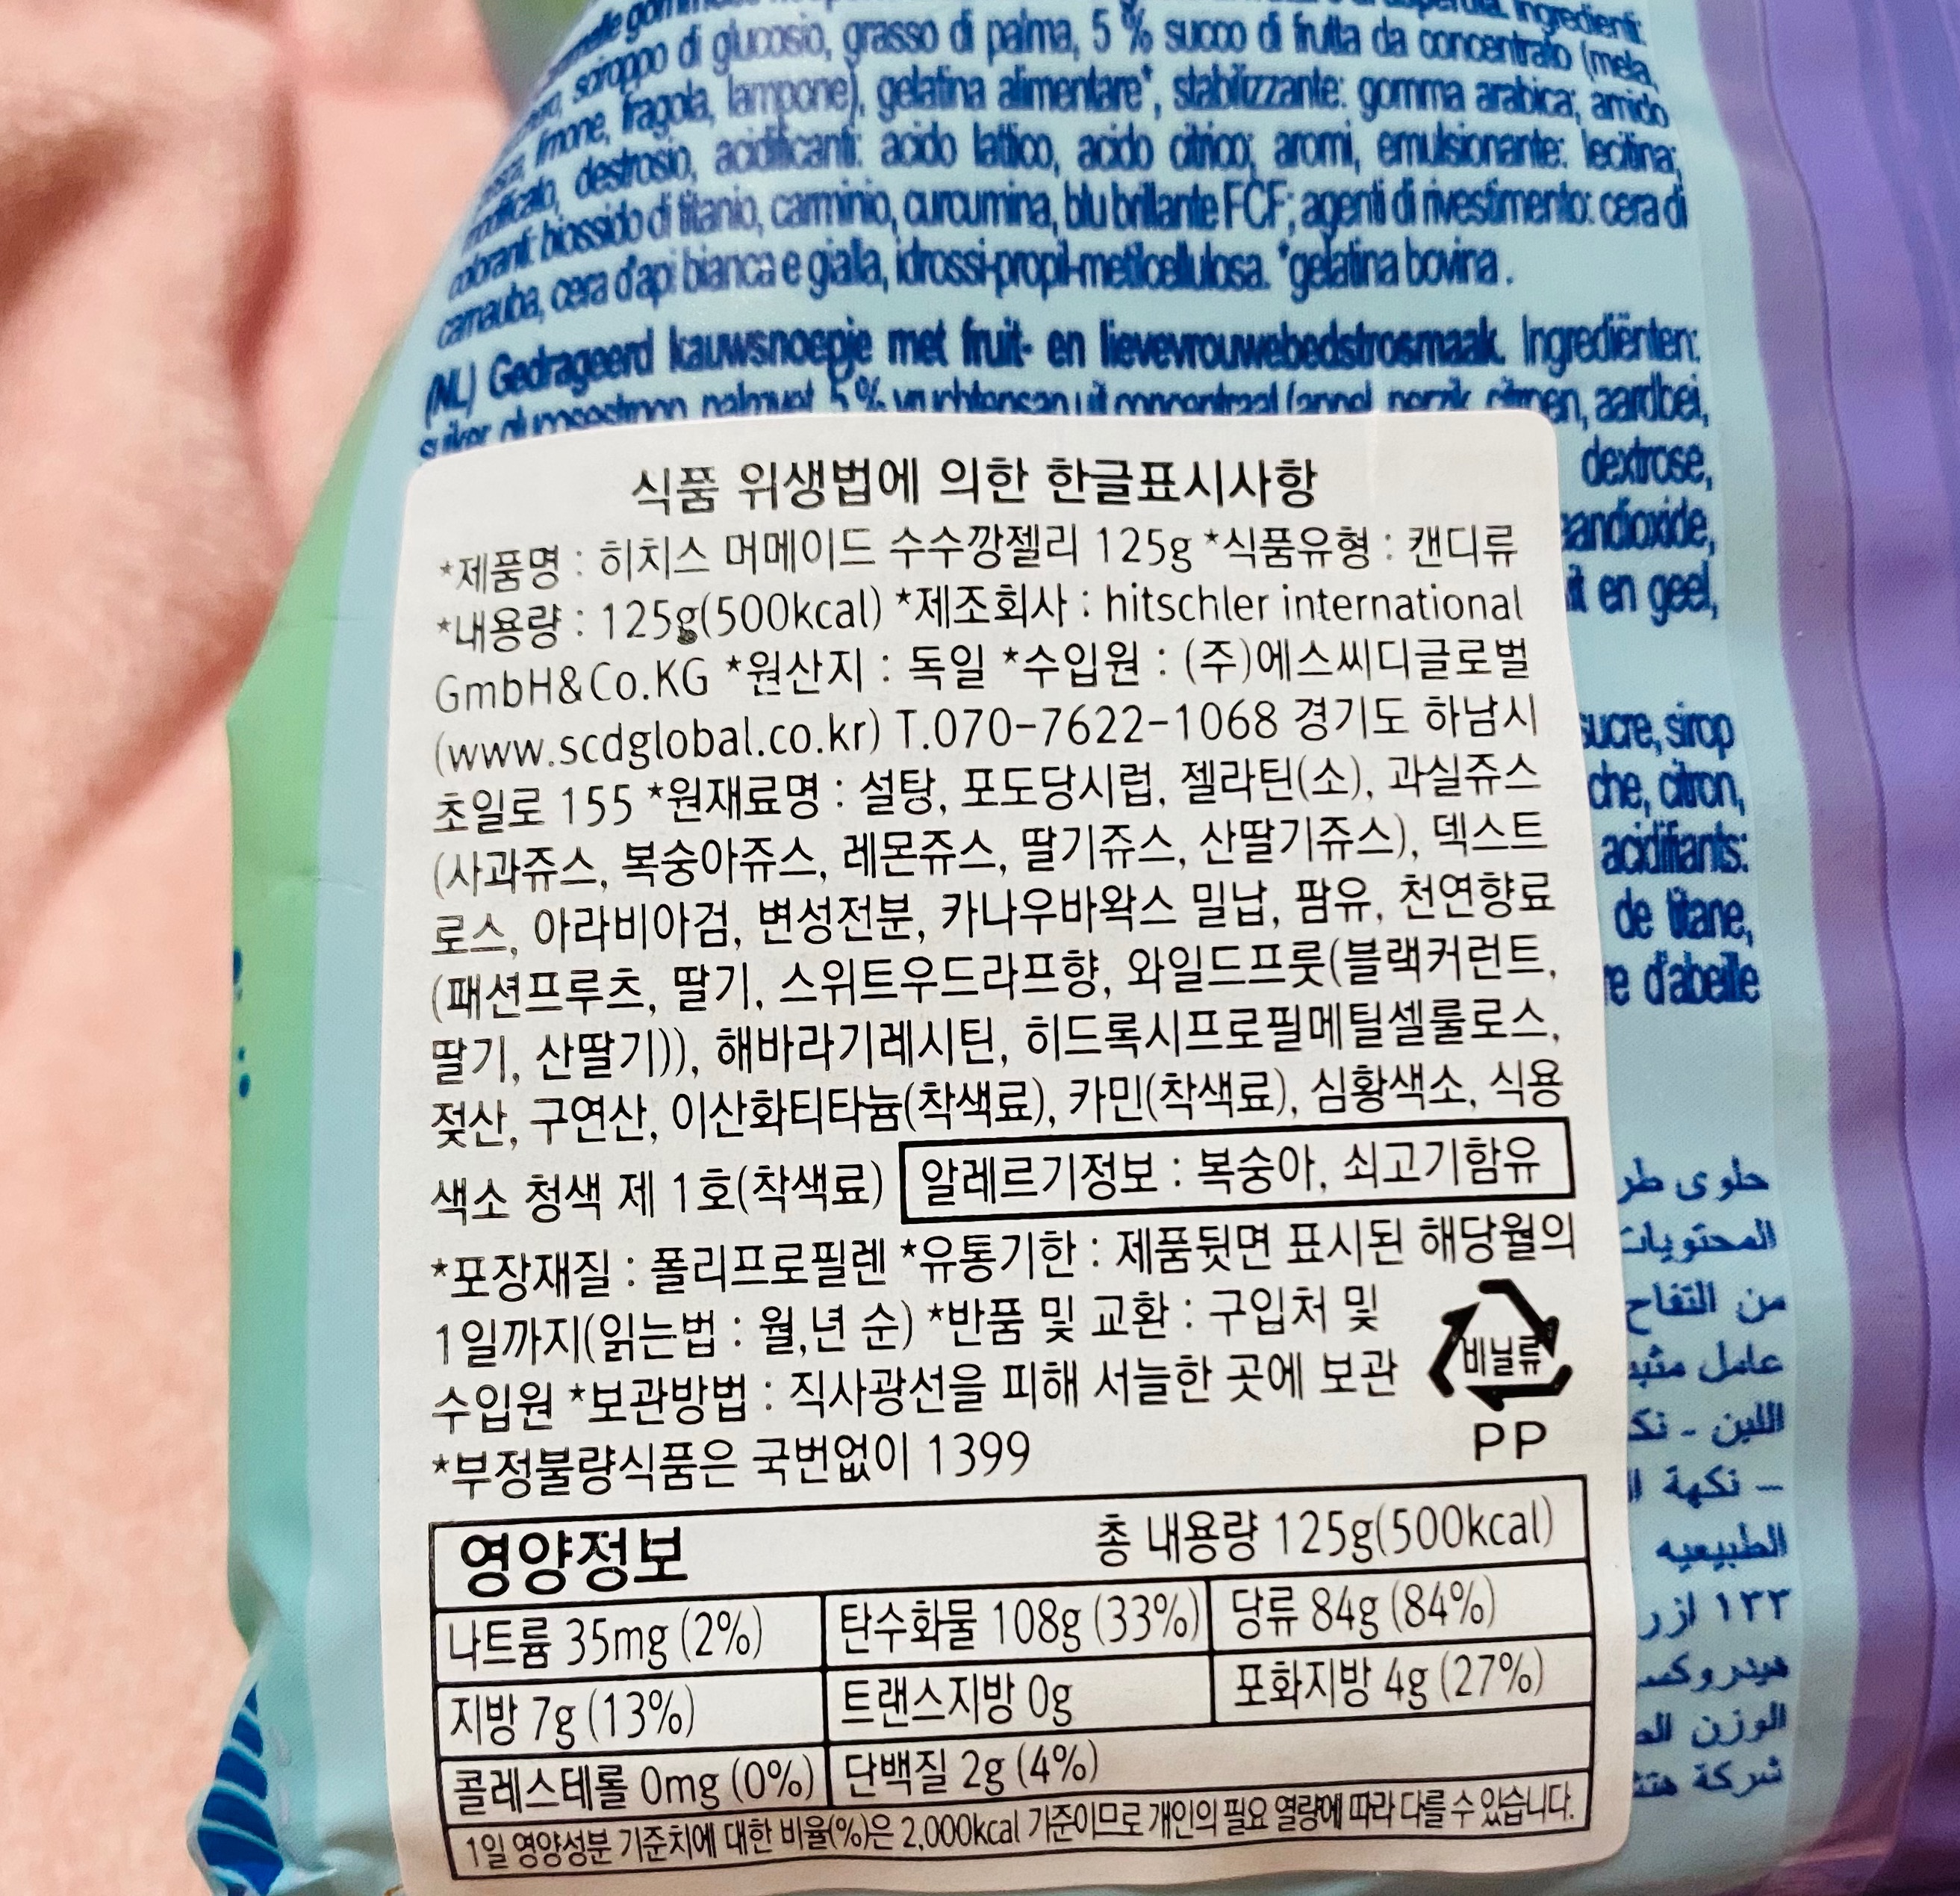 Ingredienti:
sciroppo di glucosio, grasso di palma, 5 % succo di frutta da concentrato (mela,
limone, fragola, lampone), gelatina alimentare*, stabilizzante: gomma arabica; amido
destrosio, acidificanti: acido lattico, acido citrico; aromi, emulsionante: lecitina;
coloranti: biossido di titanio, carminio, curcumina, blu brillante FCF; agenti di rivestimento: cera di
carnauba, cera d'api bianca e gialla, idrossi-propil-metilcellulosa. *gelatina bovina.
(NL) Gedrageerd kauwsnoepje met fruit- en lievevrouwebedstrosmaak. Ingrediënten:
suiker, glucosestroop, palmvet, 5 % vruchtensap uit concentraat (appel, perzik, citroen, aardbei,
dextrose,
en geel,
식품 위생법에 의한 한글표시사항
*제품명 : 히치스 머메이드 수수깡젤리 125g *식품유형 : 캔디류
*내용량 : 125g(500kcal) *제조회사 : hitschler international
GmbH&Co.KG *원산지 : 독일 *수입원 : (주)에스씨디글로벌
(www.scdglobal.co.kr) T.070-7622-1068 경기도 하남시
초일로 155 *원재료명 : 설탕, 포도당시럽, 젤라틴(소), 과실쥬스
(사과쥬스, 복숭아쥬스, 레몬쥬스, 딸기쥬스, 산딸기쥬스), 덱스트
로스, 아라비아검, 변성전분, 카나우바왁스 밀납, 팜유, 천연향료
(패션프루츠, 딸기, 스위트우드라프향, 와일드프룻(블랙커런트,
딸기, 산딸기)), 해바라기레시틴, 히드록시프로필메틸셀룰로스,
젖산, 구연산, 이산화티타늄(착색료), 카민(착색료), 심황색소, 식용
색소 청색 제 1호(착색료) 알레르기정보 : 복숭아, 쇠고기함유
*포장재질 : 폴리프로필렌 *유통기한 : 제품뒷면 표시된 해당월의
1일까지(읽는법 : 월,년 순) *반품 및 교환 : 구입처 및
수입원 *보관방법 : 직사광선을 피해 서늘한 곳에 보관
*부정불량식품은 국번없이 1399
비닐류
PP
영양정보 총 내용량 125g(500kcal)
나트륨 35mg (2%) 탄수화물 108g (33%) 당류 84g (84%)
지방 7g (13%) 트랜스지방 0g 포화지방 4g (27%)
콜레스테롤 0mg (0%) 단백질 2g (4%)
1일 영양성분 기준치에 대한 비율(%)은 2,000kcal 기준이므로 개인의 필요 열량에 따라 다를 수 있습니다.
sucre, sirop
citron,
acidifiants:
de titane,
d'abeille
حلوى
المحتويات
من التفاح
عامل
اللبن -
– نكهة
الطبيعيه
١٣٣ ازر
الوزن
شركة